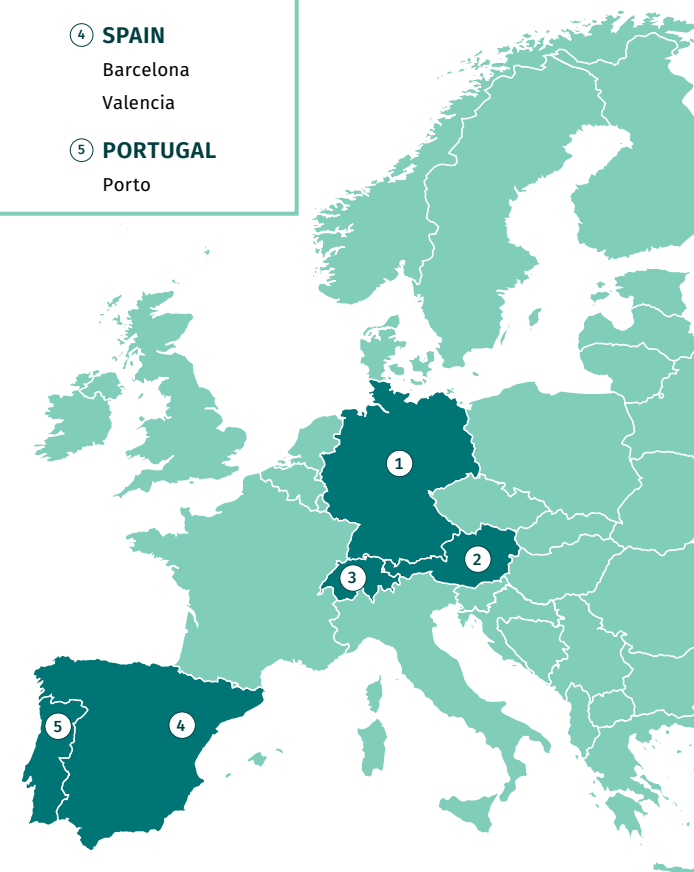 4 SPAIN
Barcelona
Valencia
5 PORTUGAL
Porto
1
2
3
4
5